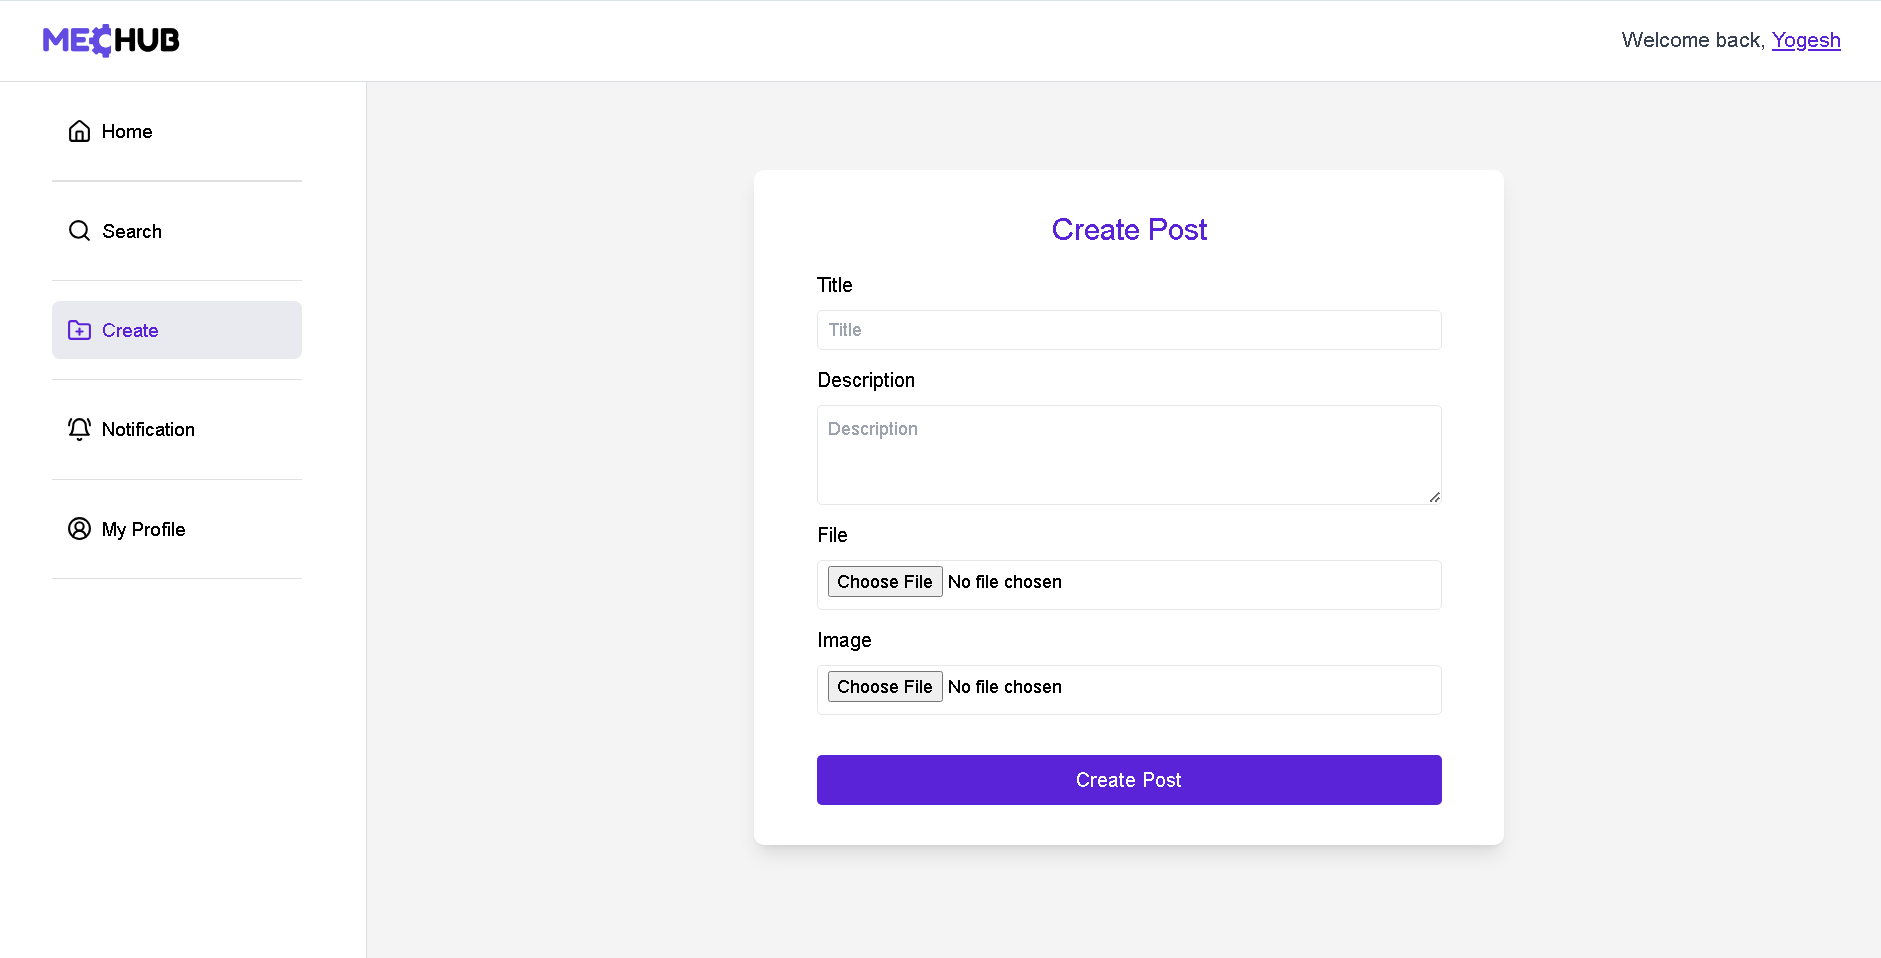 MECHUB
Welcome back, Yogesh
Home
Search
Create
Notification
My Profile
Create Post
Title
Title
Description
Description
File
Choose File No file chosen
Image
Choose File No file chosen
Create Post